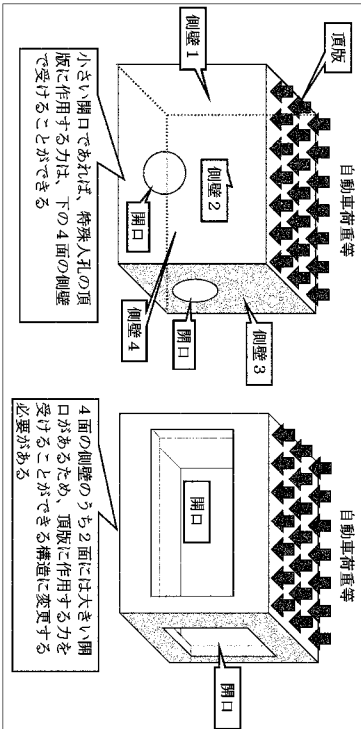 自動車荷重等
頂版
側壁1
側壁2
開口
側壁4
開口
側壁3
小さい開口であれば、特殊人孔の頂
版に作用する力は、下の4面の側壁
で受けることができる
自動車荷重等
開口
開口
4面の側壁のうち2面には大きい開
口があるため、頂版に作用する力を
受けることができる構造に変更する
必要がある